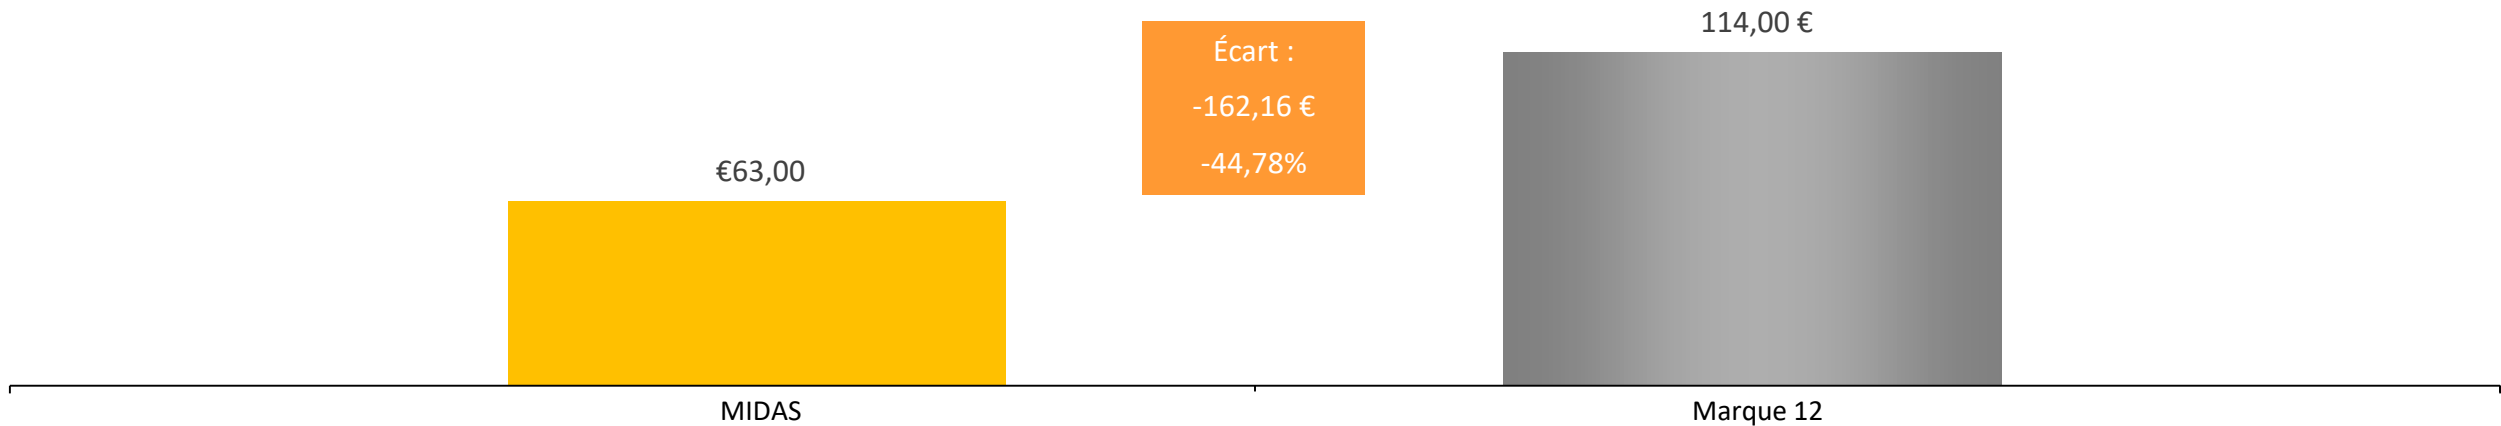 114,00 €
Écart :
-162,16 €
-44,78%
€63,00
MIDAS
Marque 12